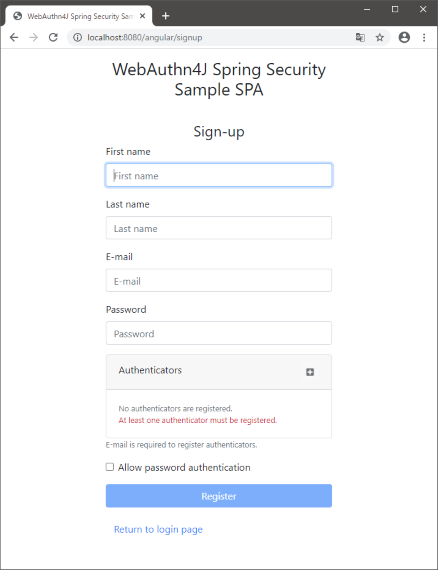 WebAuthn4J Spring Security Sam
localhost:8080/angular/signup
WebAuthn4J Spring Security
Sample SPA
Sign-up
First name
First name
Last name
Last name
E-mail
E-mail
Password
Password
Authenticators
No authenticators are registered.
At least one authenticator must be registered.
E-mail is required to register authenticators.
Allow password authentication
Register
Return to login page